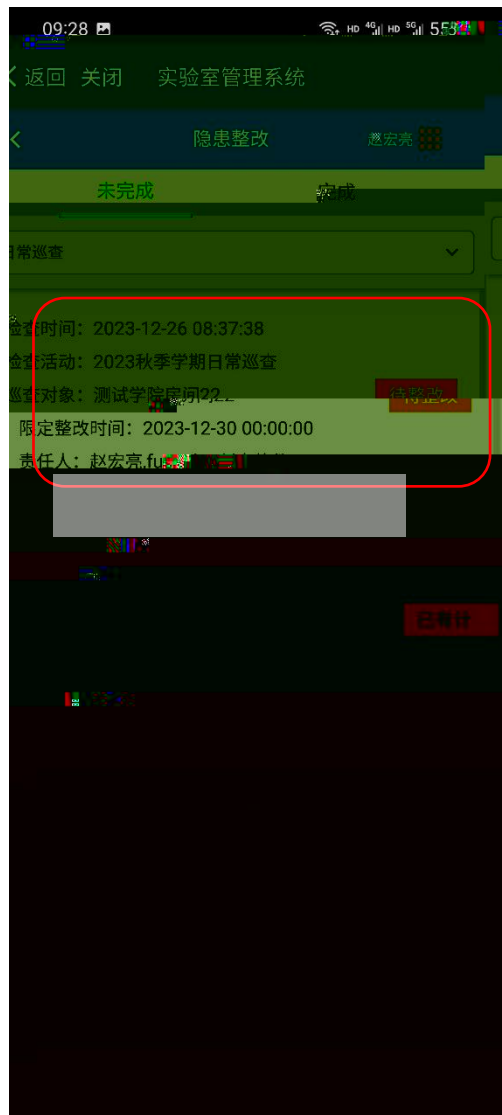 09:28
返回 关闭 实验室管理系统
隐患整改 赵宏亮
未完成 完成
日常巡查
检查时间：2023-12-26 08:37:38
检查活动：2023秋季学期日常巡查
巡查对象：测试学院房间222
待整改
限定整改时间：2023-12-30 00:00:00
责任人：赵宏亮,fu